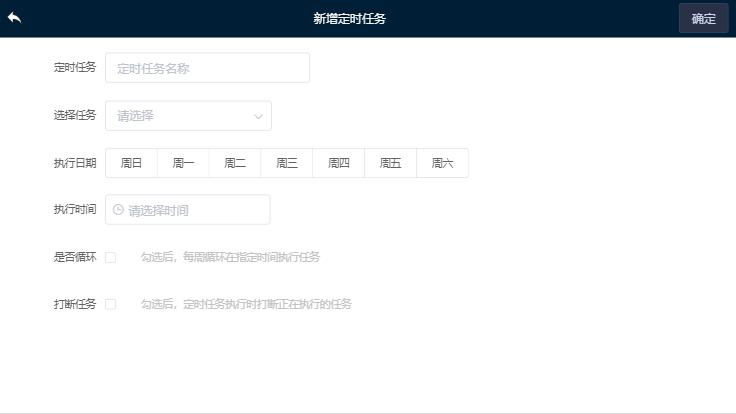 新增定时任务
确定
定时任务 定时任务名称
选择任务 请选择
执行日期 周日 周一 周二 周三 周四 周五 周六
执行时间 请选择时间
是否循环 勾选后，每周循环在指定时间执行任务
打断任务 勾选后，定时任务执行时打断正在执行的任务